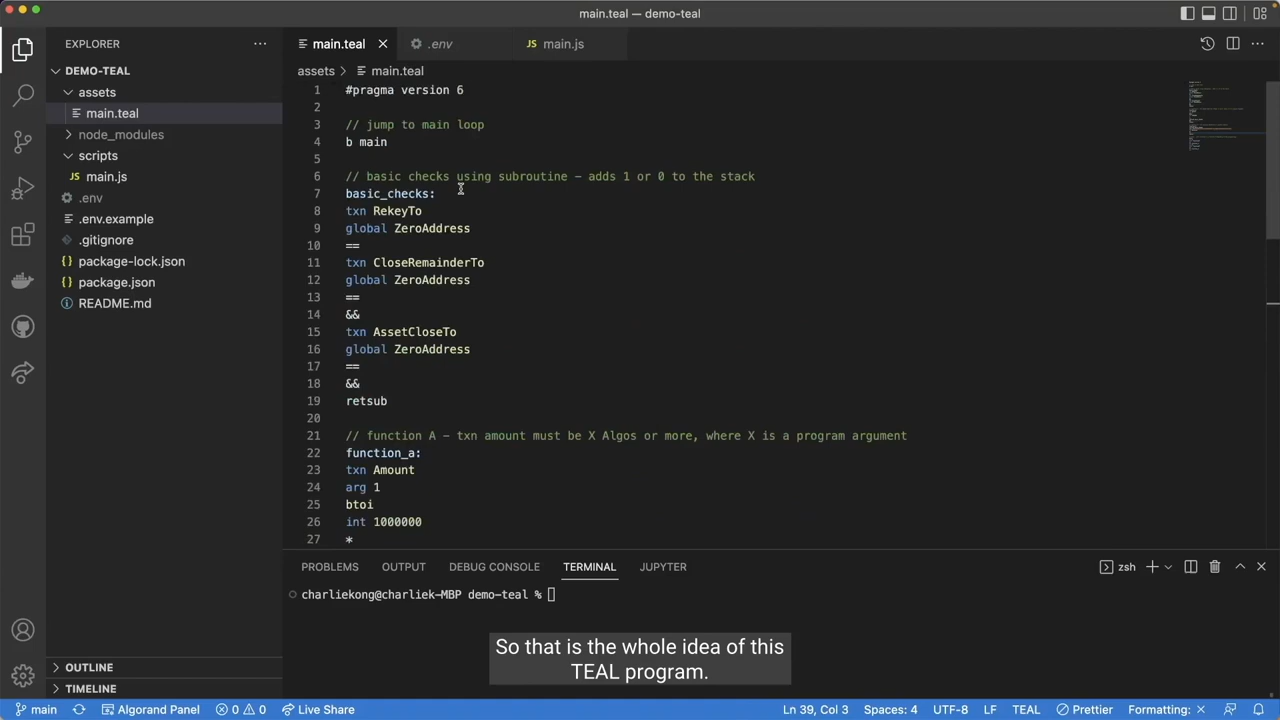 main.teal — demo-teal
EXPLORER
DEMO-TEAL
assets
main.teal
node_modules
scripts
main.js
.env
.env.example
.gitignore
{} package-lock.json
{} package.json
README.md
OUTLINE
TIMELINE
main.teal
.env
JS main.js
assets > main.teal
1 #pragma version 6
2
3 // jump to main loop
4 b main
5
6 // basic checks using subroutine – adds 1 or 0 to the stack
7 basic_checks:
8 txn RekeyTo
9 global ZeroAddress
10 ==
11 txn CloseRemainderTo
12 global ZeroAddress
13 ==
14 &&
15 txn AssetCloseTo
16 global ZeroAddress
17 ==
18 &&
19 retsub
20
21 // function A – txn amount must be X Algos or more, where X is a program argument
22 function_a:
23 txn Amount
24 arg 1
25 btoi
26 int 1000000
27 *
PROBLEMS OUTPUT DEBUG CONSOLE TERMINAL JUPYTER
zsh
charliekong@charliek-MBP demo-teal %
So that is the whole idea of this
TEAL program.
main Algorand Panel 0 0 Live Share Ln 39, Col 3 Spaces: 4 UTF-8 LF TEAL Prettier Formatting: